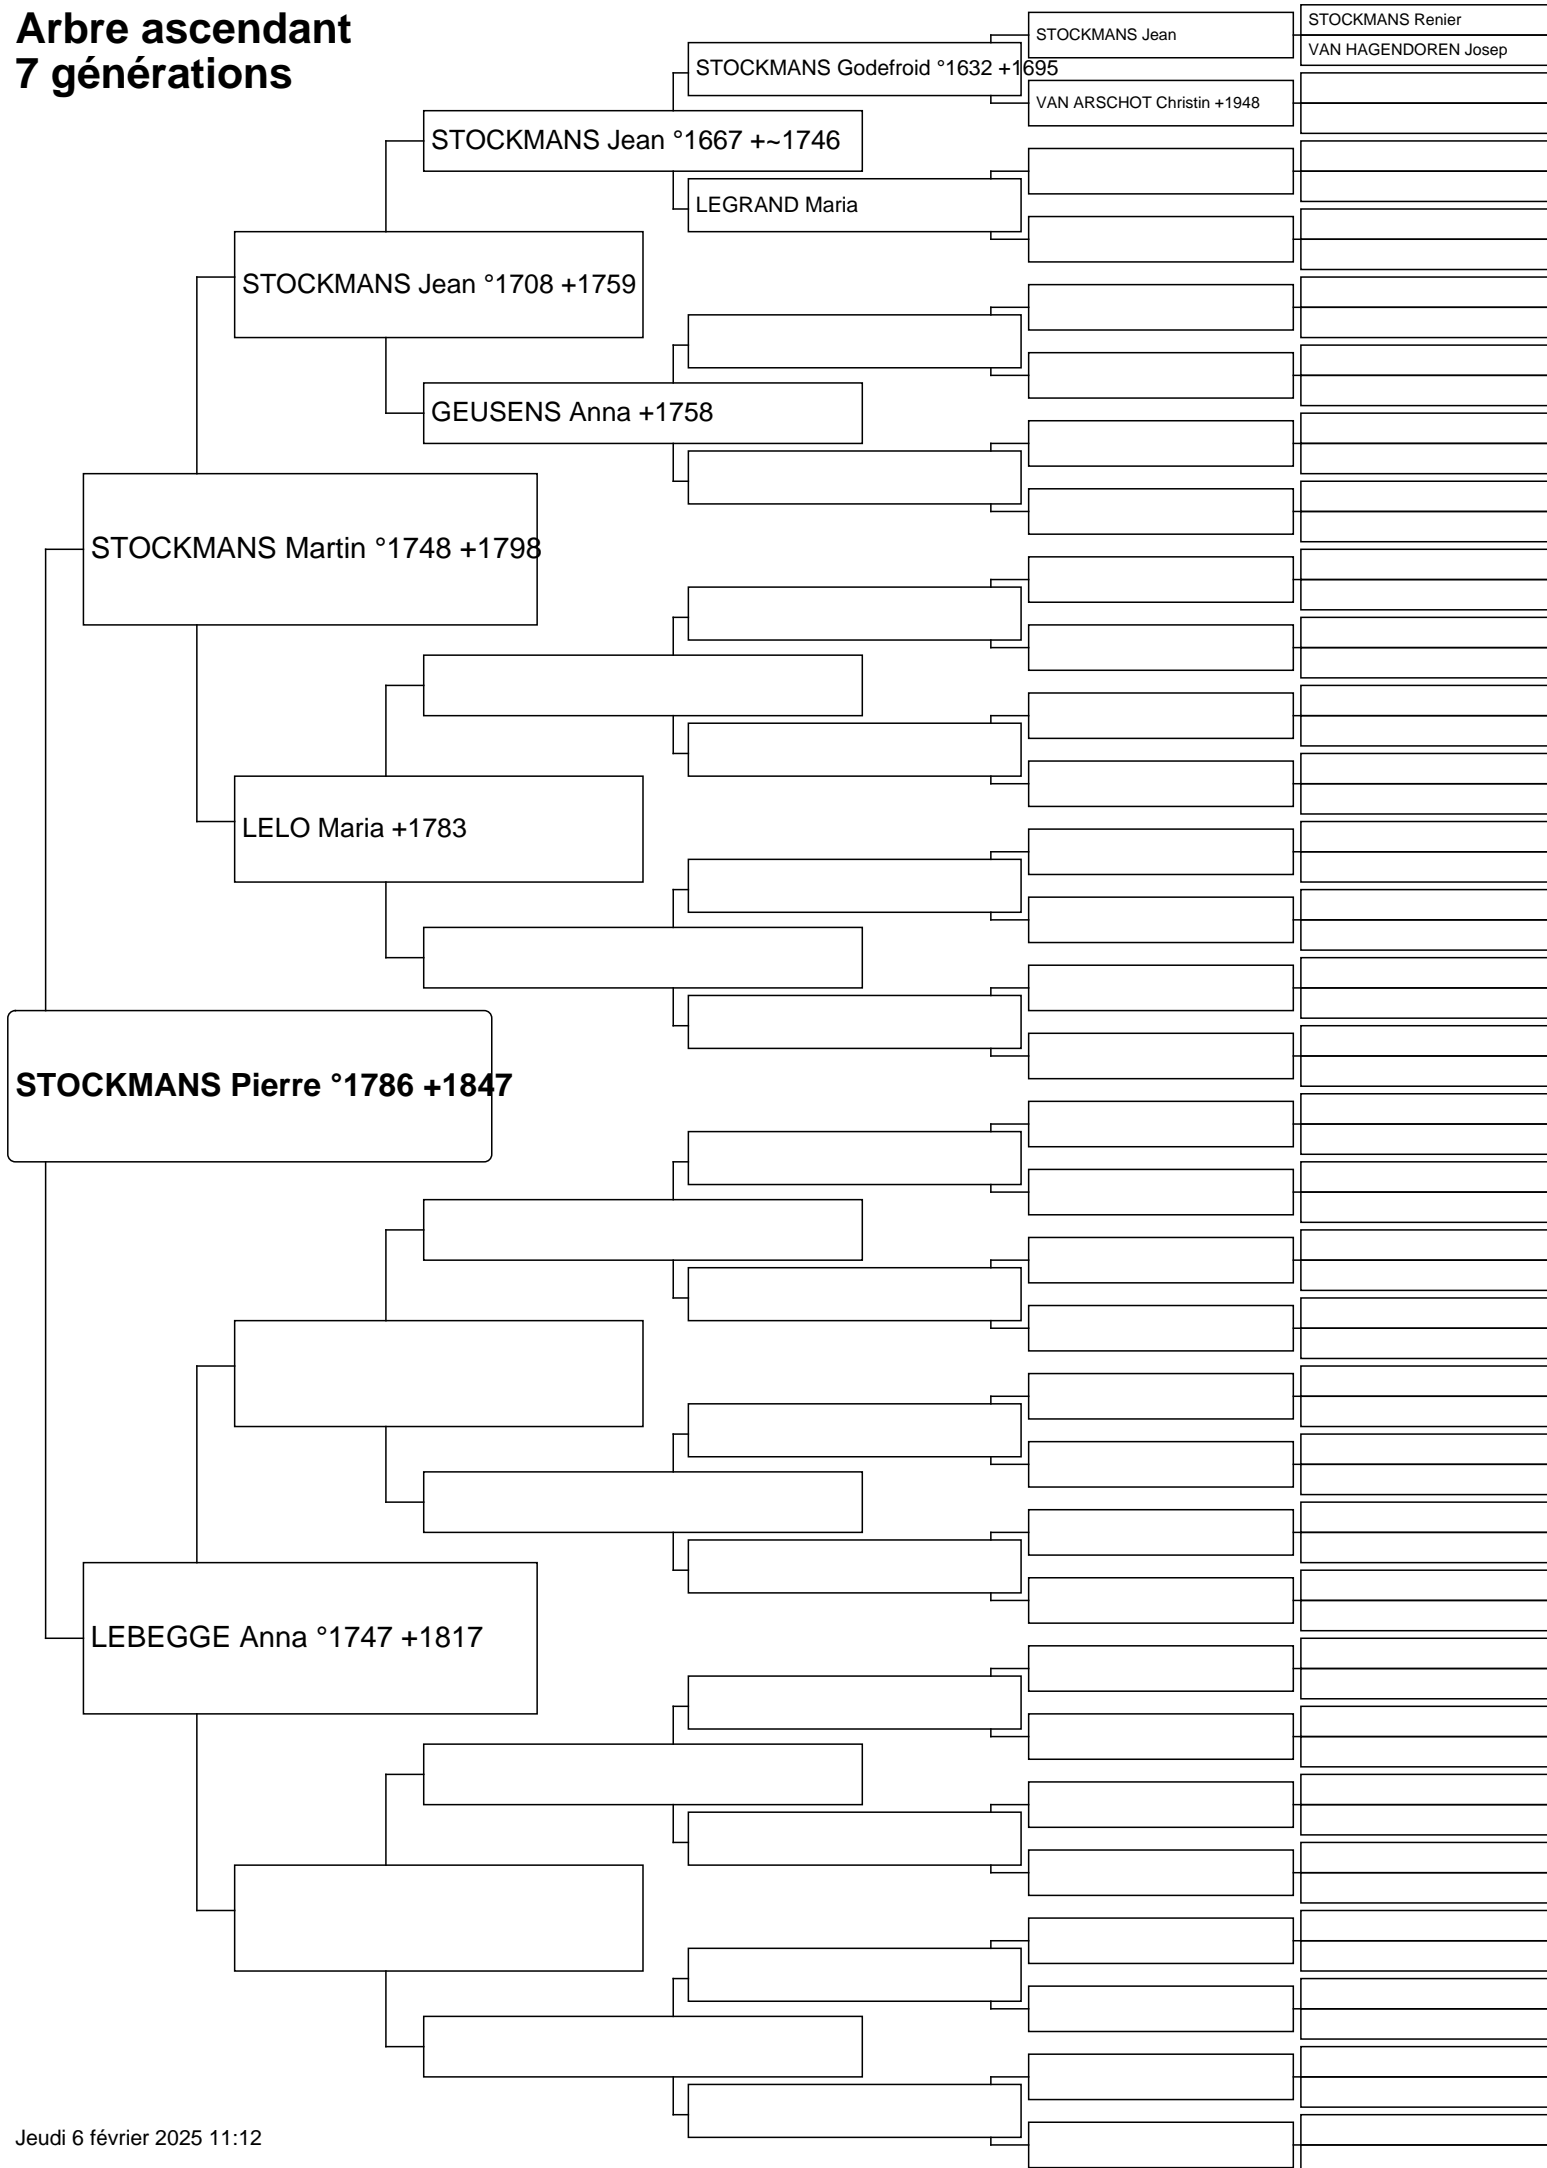 Arbre ascendant
7 générations
STOCKMANS Renier
STOCKMANS Jean
VAN HAGENDOREN Josep
STOCKMANS Godefroid °1632 +1695
VAN ARSCHOT Christin +1948
STOCKMANS Jean °1667 +~1746
LEGRAND Maria
STOCKMANS Jean °1708 +1759
GEUSENS Anna +1758
STOCKMANS Martin °1748 +1798
LELO Maria +1783
STOCKMANS Pierre °1786 +1847
LEBEGGE Anna °1747 +1817
Jeudi 6 février 2025 11:12